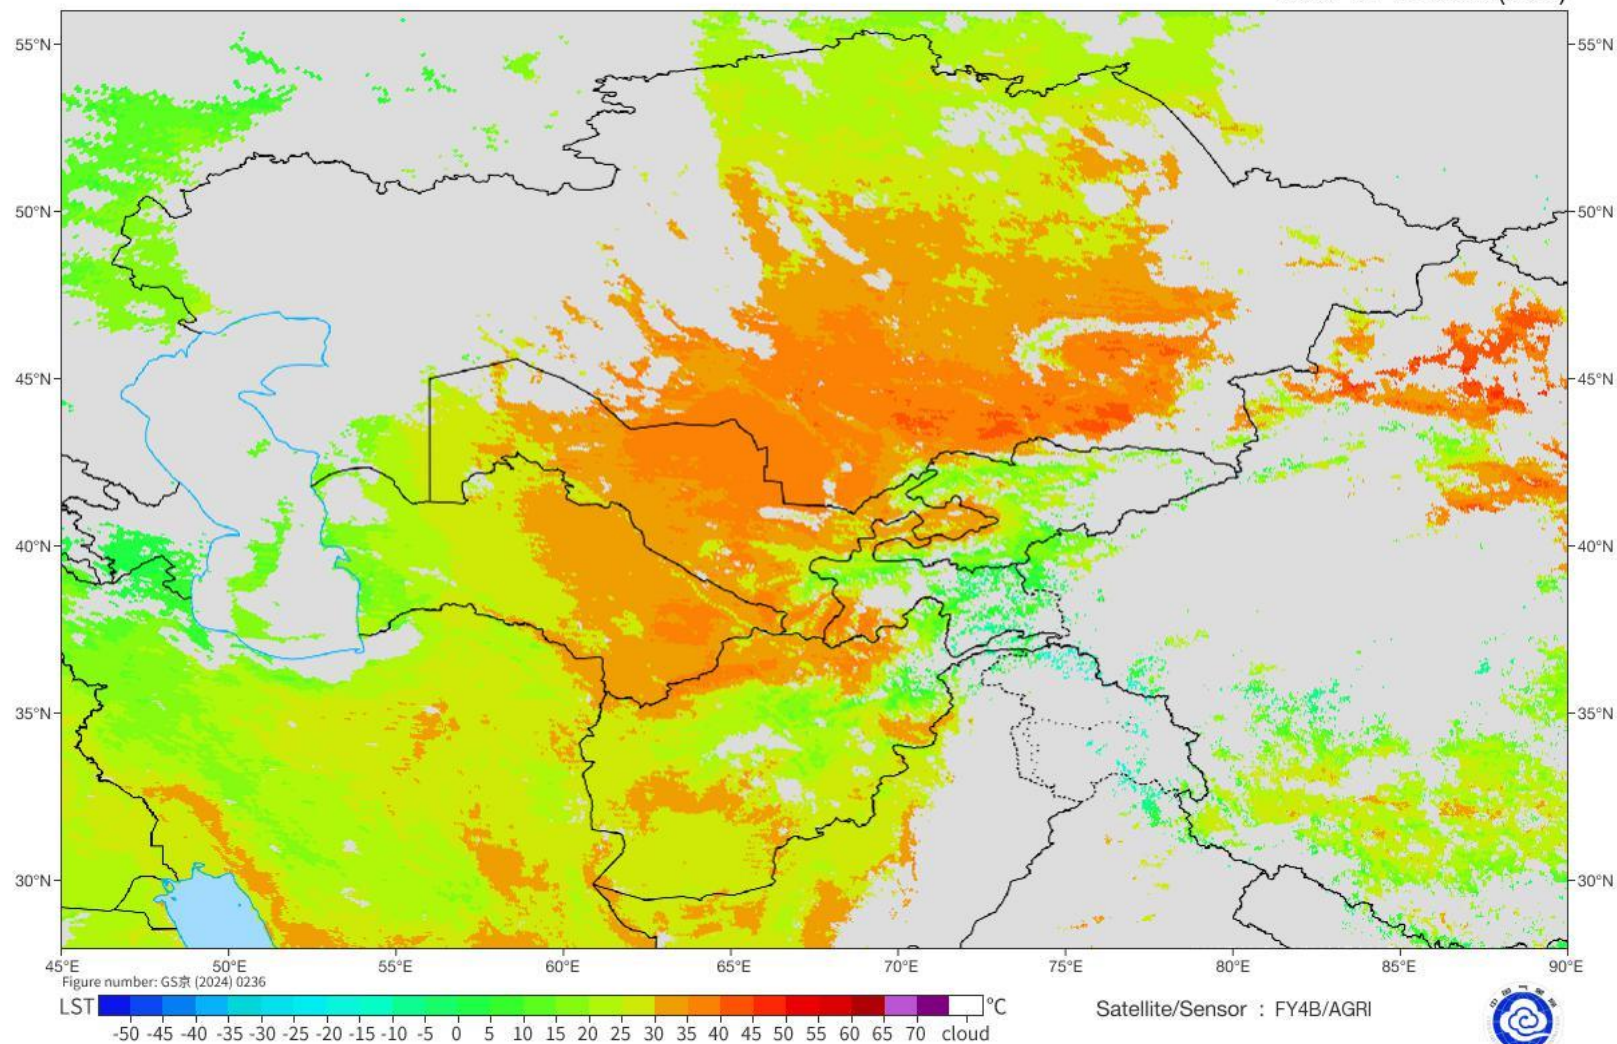 55°N
55°N
50°N
50°N
45°N
45°N
40°N
40°N
35°N
35°N
30°N
30°N
45°E 50°E 55°E 60°E 65°E 70°E 75°E 80°E 85°E 90°E
Figure number: GS京 (2024) 0236
LST °C
-50 -45 -40 -35 -30 -25 -20 -15 -10 -5 0 5 10 15 20 25 30 35 40 45 50 55 60 65 70 cloud
Satellite/Sensor : FY4B/AGRI